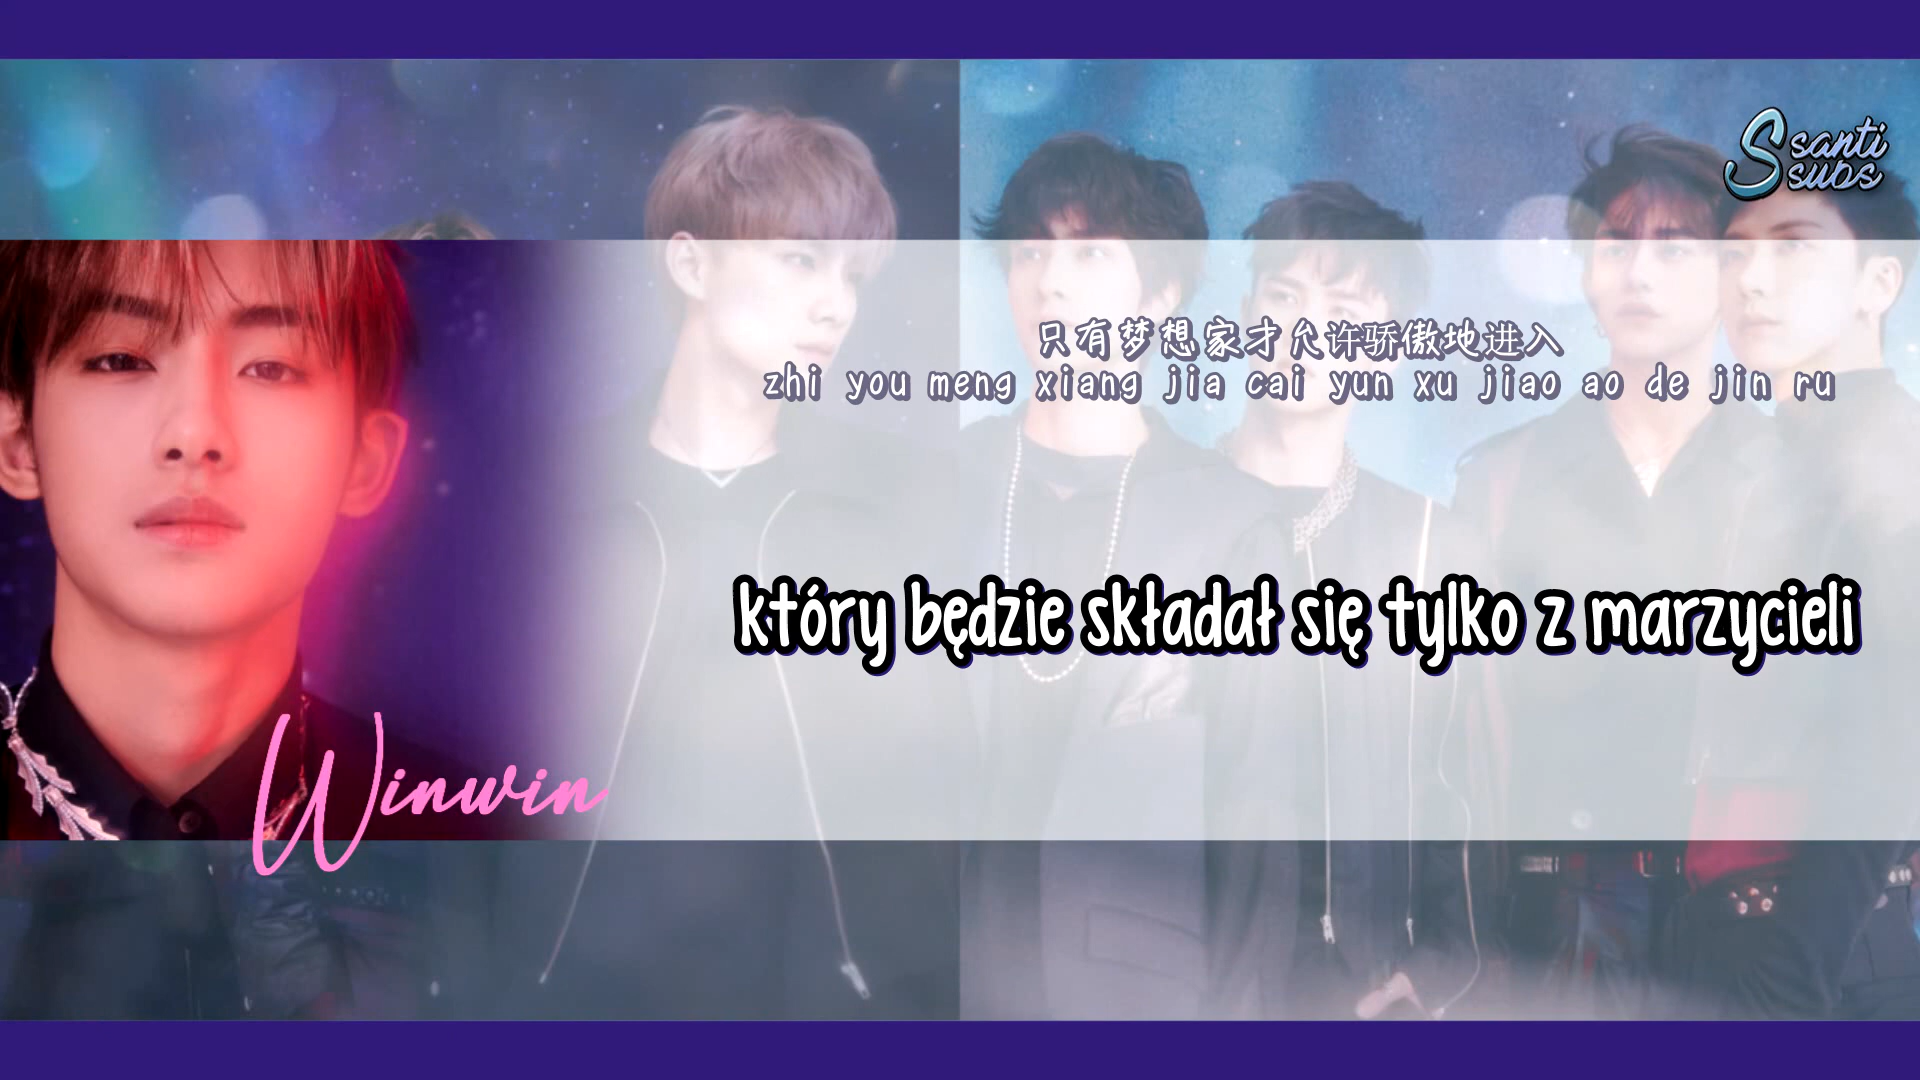 Ssanti
subs
只有梦想家才允许骄傲地进入
zhi you meng xiang jia cai yun xu jiao ao de jin ru
który będzie składał się tylko z marzycieli
Winwin